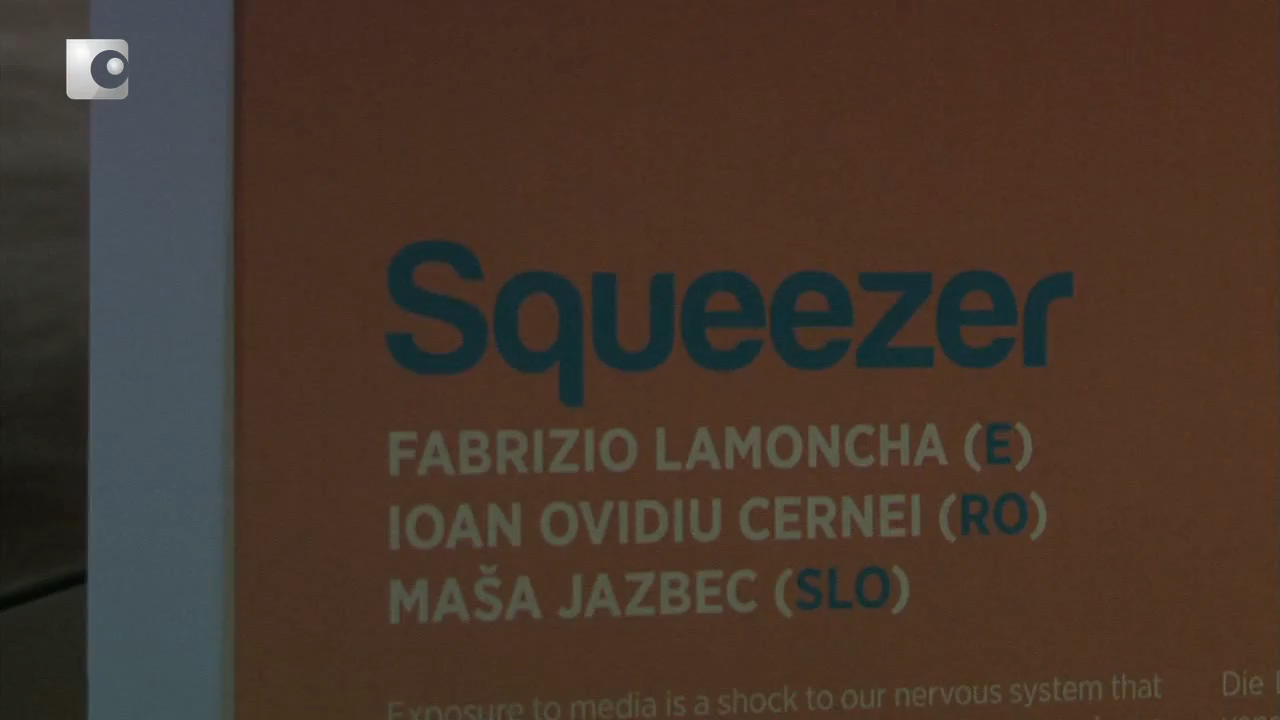 Squeezer
FABRIZIO LAMONCHA (E)
IOAN OVIDIU CERNEI (RO)
MAŠA JAZBEC (SLO)
Exposure to media is a shock to our nervous system that
Die